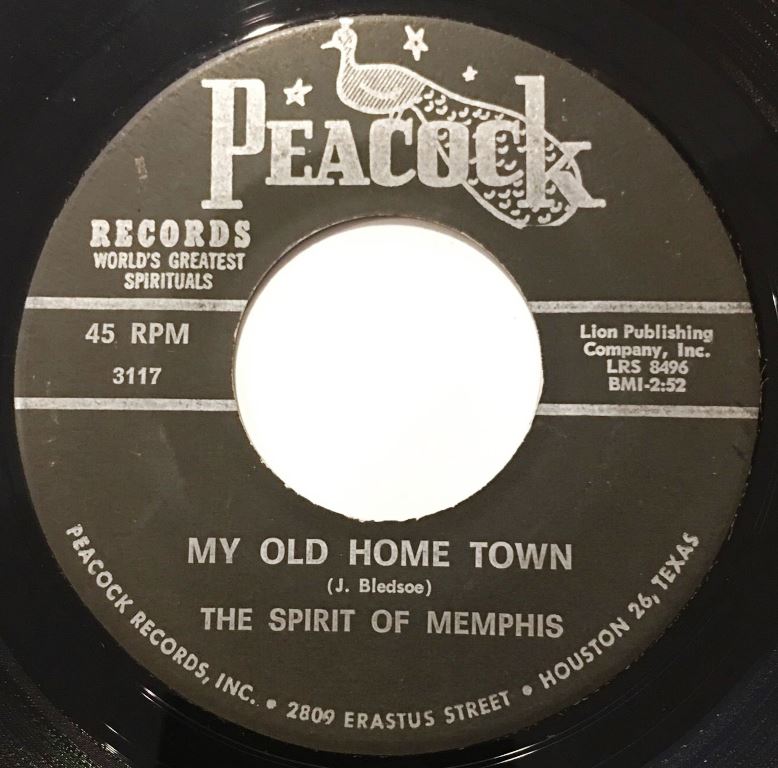 PEACOCK
RECORDS
WORLD'S GREATEST
SPIRITUALS
45 RPM
3117
Lion Publishing
Company, Inc.
LRS 8496
BMI-2:52
MY OLD HOME TOWN
(J. Bledsoe)
THE SPIRIT OF MEMPHIS
PEACOCK RECORDS, INC. • 2809 ERASTUS STREET • HOUSTON 26, TEXAS